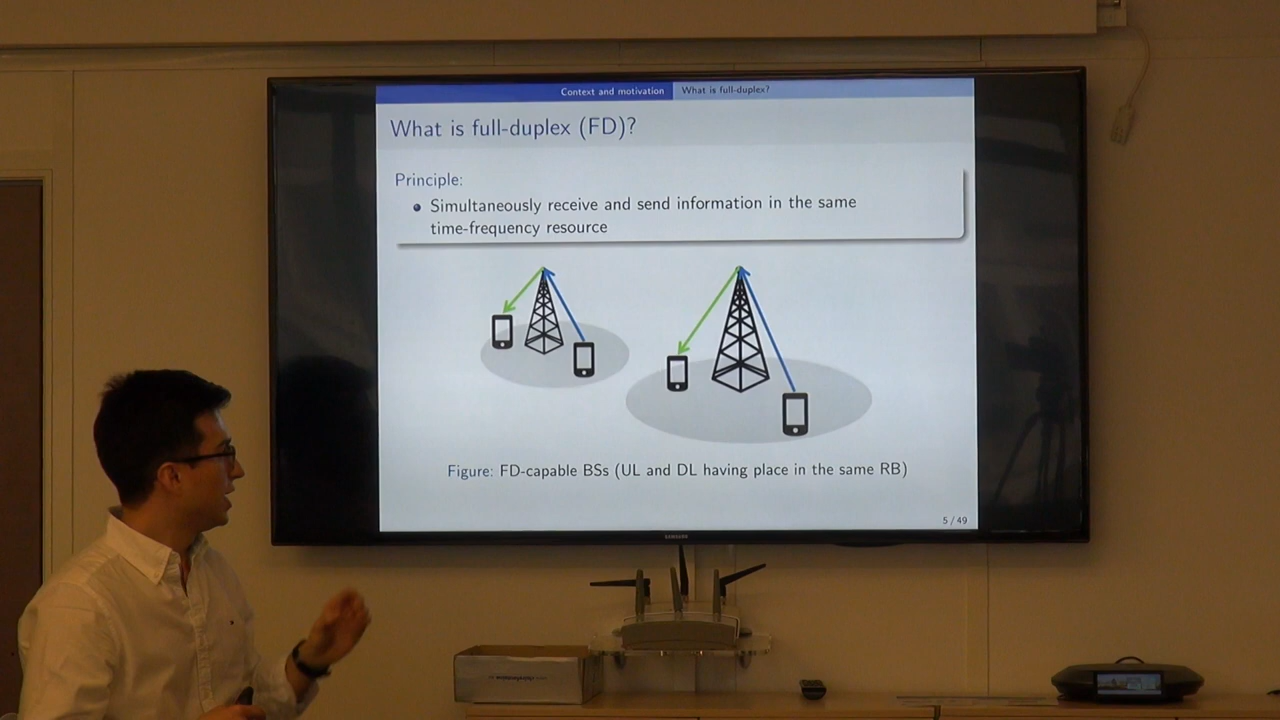 Context and motivation
What is full-duplex?
What is full-duplex (FD)?
Principle:
Simultaneously receive and send information in the same
time-frequency resource
Figure: FD-capable BSs (UL and DL having place in the same RB)
5 / 49
SAMSUNG